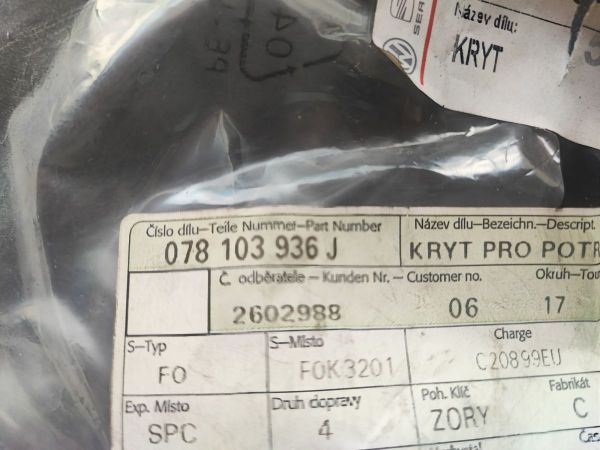 Název dílu:
KRYT
Číslo dílu–Teile Nummer–Part Number
078 103 936 J
Název dílu–Bezeichn.–Descript.
KRYT PRO POTR
Č. odběratele – Kunden Nr. – Customer no.
Okruh–Tou
2602988
06
17
S–Typ
FO
S–Místo
FOK3201
Charge
C20899EU
Exp. Místo
SPC
Druh dopravy
4
Poh. Klíč
ZORY
Fabrikát
C